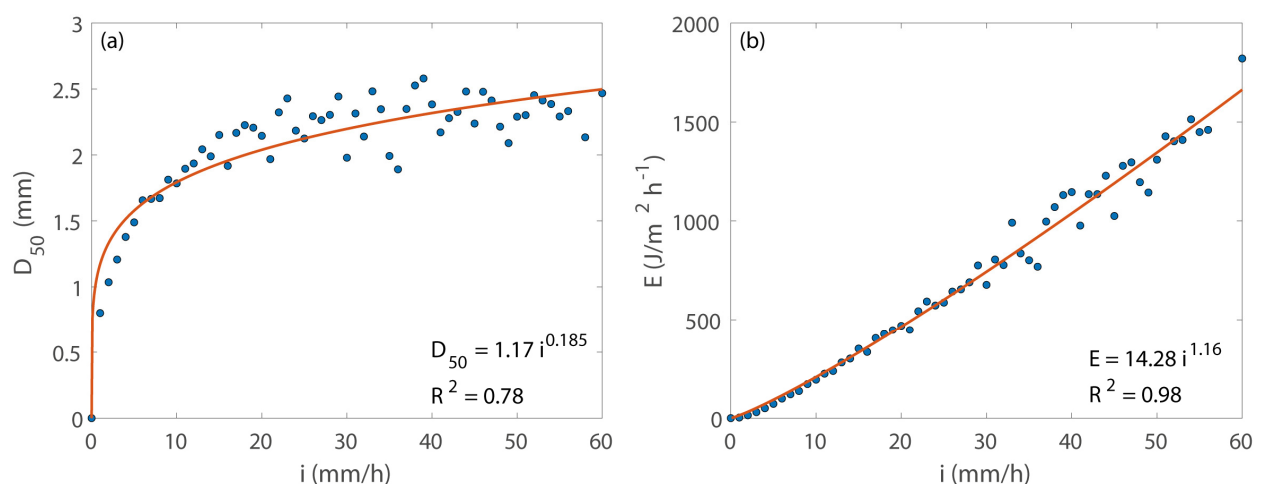 (a)
3
2.5
2
1.5
1
0.5
0
D50 (mm)
D50 = 1.17 i^0.185
R^2 = 0.78
0 10 20 30 40 50 60
i (mm/h)
(b)
2000
1500
1000
500
0
E (J/m^2 h^-1)
E = 14.28 i^1.16
R^2 = 0.98
0 10 20 30 40 50 60
i (mm/h)